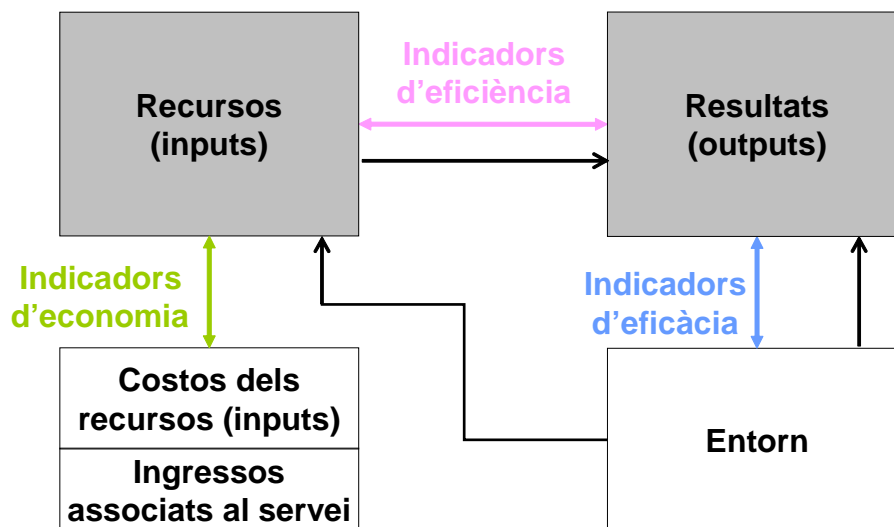 Indicadors
d'eficiència
Recursos
(inputs)
Resultats
(outputs)
Indicadors
d'economia
Indicadors
d'eficàcia
Costos dels
recursos (inputs)
Entorn
Ingressos
associats al servei